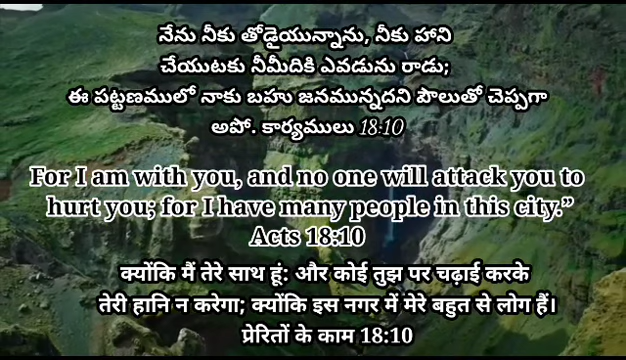 నేను నీకు తోడైయున్నాను, నీకు హాని
చేయుటకు నీమీదికి ఎవడును రాడు;
ఈ పట్టణములో నాకు బహు జనమున్నదని పౌలుతో చెప్పగా
అపో. కార్యములు 18:10
For I am with you, and no one will attack you to
hurt you; for I have many people in this city.”
Acts 18:10
क्योंकि मैं तेरे साथ हूं: और कोई तुझ पर चढ़ाई करके
तेरी हानि न करेगा; क्योंकि इस नगर में मेरे बहुत से लोग हैं।
प्रेरितों के काम 18:10